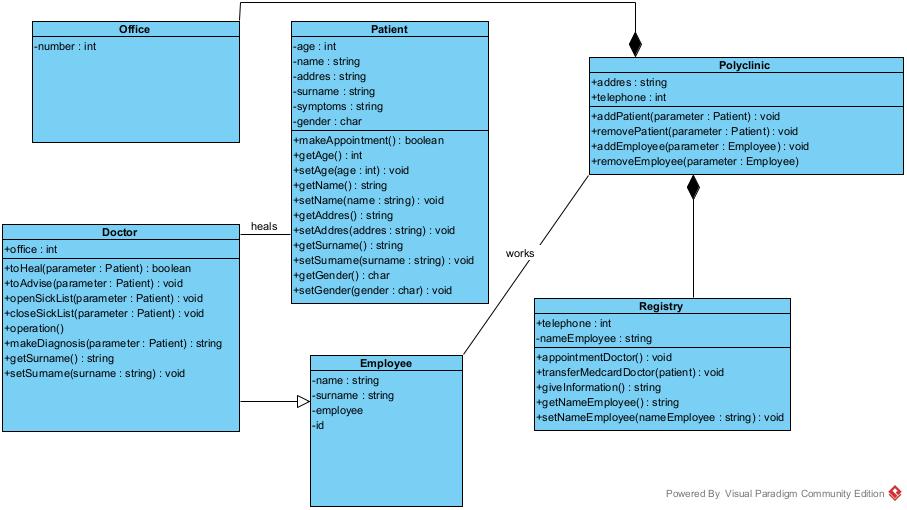 Office
-number : int
Patient
-age : int
-name : string
-addres : string
-surname : string
-symptoms : string
-gender : char
+makeAppointment() : boolean
+getAge() : int
+setAge(age : int) : void
+getName() : string
+setName(name : string) : void
+getAddres() : string
+setAddres(addres : string) : void
+getSurname() : string
+setSurname(surname : string) : void
+getGender() : char
+setGender(gender : char) : void
Polyclinic
+addres : string
+telephone : int
+addPatient(parameter : Patient) : void
+removePatient(parameter : Patient) : void
+addEmployee(parameter : Employee) : void
+removeEmployee(parameter : Employee)
heals
works
Doctor
+office : int
+toHeal(parameter : Patient) : boolean
+toAdvise(parameter : Patient) : void
+openSickList(parameter : Patient) : void
+closeSickList(parameter : Patient) : void
+operation()
+makeDiagnosis(parameter : Patient) : string
+getSurname() : string
+setSurname(surname : string) : void
Employee
-name : string
-surname : string
-employee
-id
Registry
+telephone : int
-nameEmployee : string
+appointmentDoctor() : void
+transferMedcardDoctor(patient) : void
+giveInformation() : string
+getNameEmployee() : string
+setNameEmployee(nameEmployee : string) : void
Powered By Visual Paradigm Community Edition